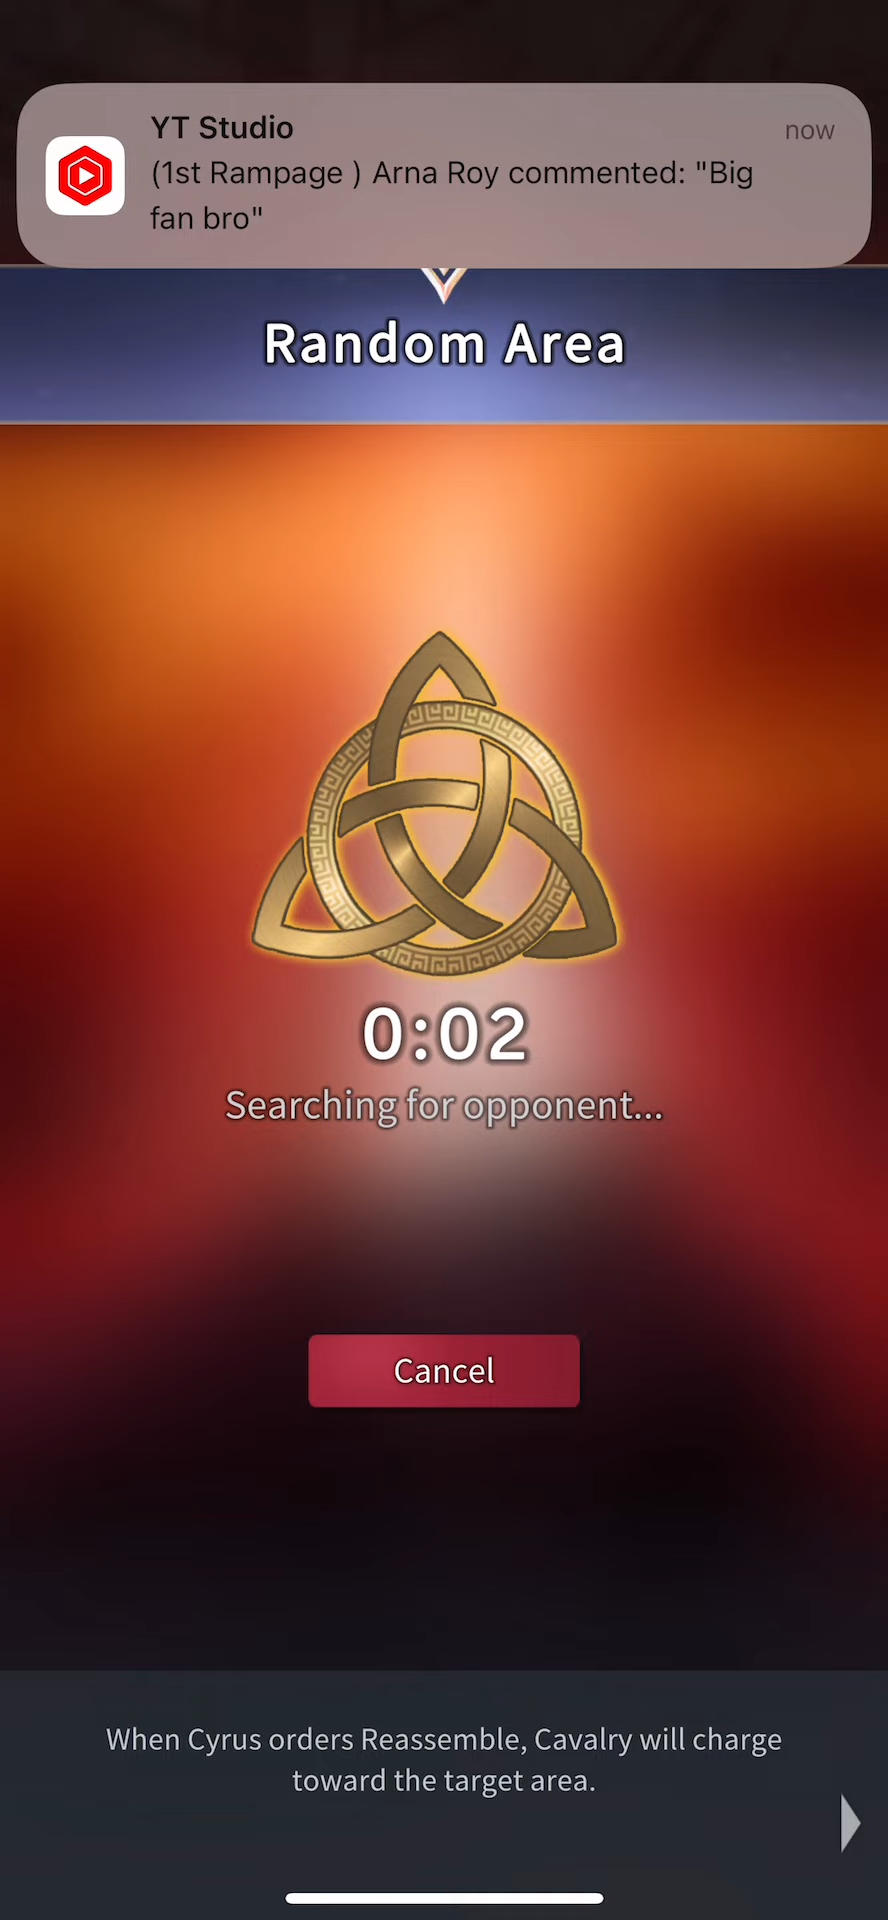 YT Studio
now
(1st Rampage ) Arna Roy commented: "Big
fan bro"
Random Area
0:02
Searching for opponent...
Cancel
When Cyrus orders Reassemble, Cavalry will charge
toward the target area.